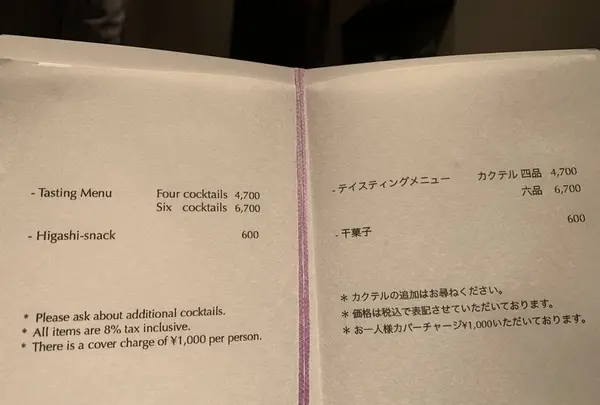 - Tasting Menu Four cocktails 4,700
Six cocktails 6,700
- Higashi-snack 600
* Please ask about additional cocktails.
* All items are 8% tax inclusive.
* There is a cover charge of ¥1,000 per person.
- テイスティングメニュー カクテル 四品 4,700
六品 6,700
- 干菓子 600
＊ カクテルの追加はお尋ねください。
＊ 価格は税込で表記させていただいております。
＊ お一人様カバーチャージ¥1,000いただいております。